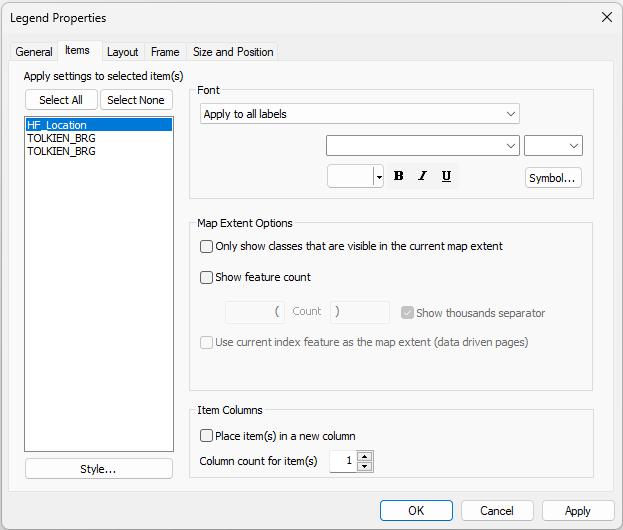 Legend Properties
General Items Layout Frame Size and Position
Apply settings to selected item(s)
Select All Select None
HF_Location
TOLKIEN_BRG
TOLKIEN_BRG
Style...
Font
Apply to all labels
B I U
Symbol...
Map Extent Options
Only show classes that are visible in the current map extent
Show feature count
( Count ) Show thousands separator
Use current index feature as the map extent (data driven pages)
Item Columns
Place item(s) in a new column
Column count for item(s) 1
OK Cancel Apply